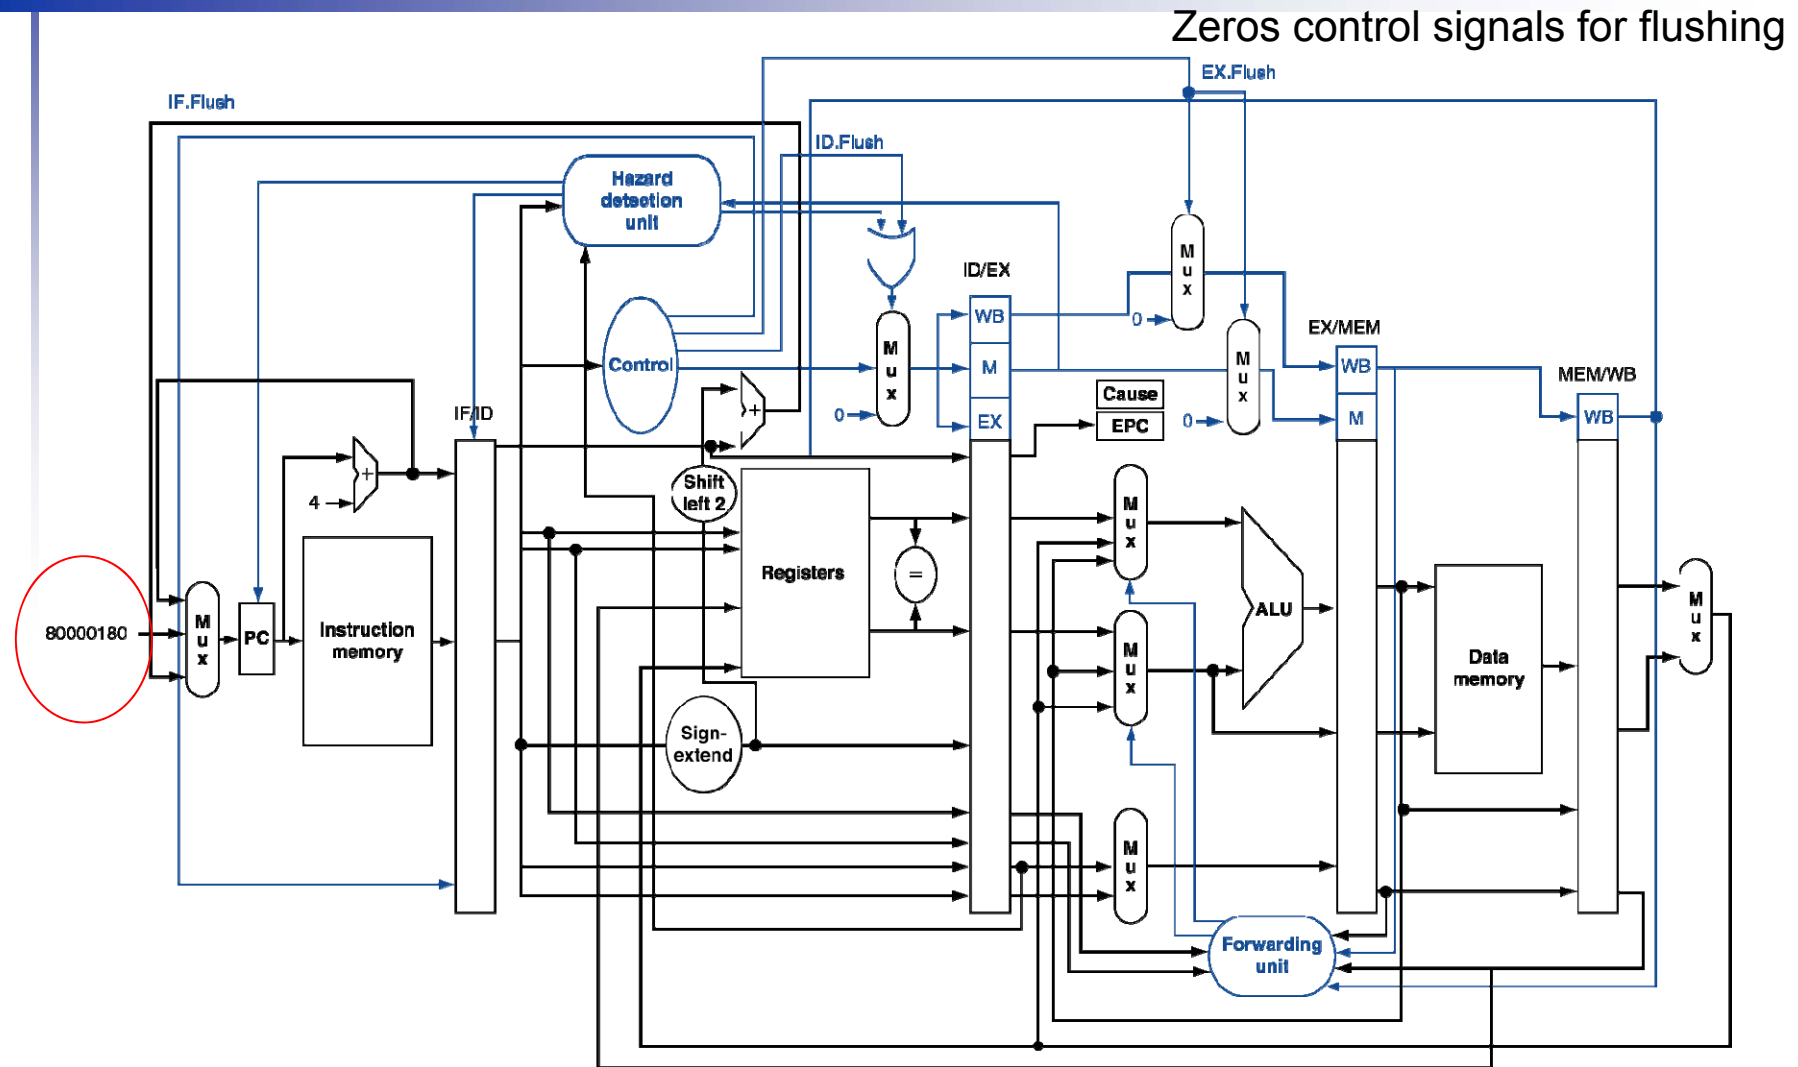 Zeros control signals for flushing
EX.Flush
IF.Flush
ID.Flush
Hazard
detection
unit
M
u
x
ID/EX
WB
0
EX/MEM
M
u
x
Control
M
u
x
M
WB
MEM/WB
Cause
IF/ID
0
EX
EPC
0
M
WB
+
+
4
Shift
left 2
M
u
x
Registers
=
80000180
M
u
x
PC
Instruction
memory
ALU
M
u
x
M
u
x
Data
memory
Sign-
extend
M
u
x
Forwarding
unit